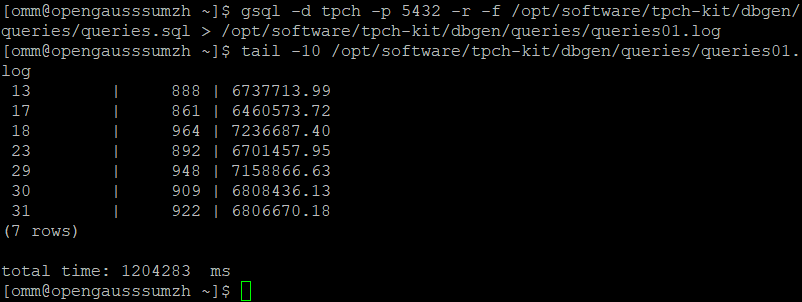 [omm@opengausssumzh ~]$ gsql -d tpch -p 5432 -r -f /opt/software/tpch-kit/dbgen/
queries/queries.sql > /opt/software/tpch-kit/dbgen/queries/queries01.log
[omm@opengausssumzh ~]$ tail -10 /opt/software/tpch-kit/dbgen/queries/queries01.
log
 13        |      888 | 6737713.99
 17        |      861 | 6460573.72
 18        |      964 | 7236687.40
 23        |      892 | 6701457.95
 29        |      948 | 7158866.63
 30        |      909 | 6808436.13
 31        |      922 | 6806670.18
(7 rows)

total time: 1204283  ms
[omm@opengausssumzh ~]$